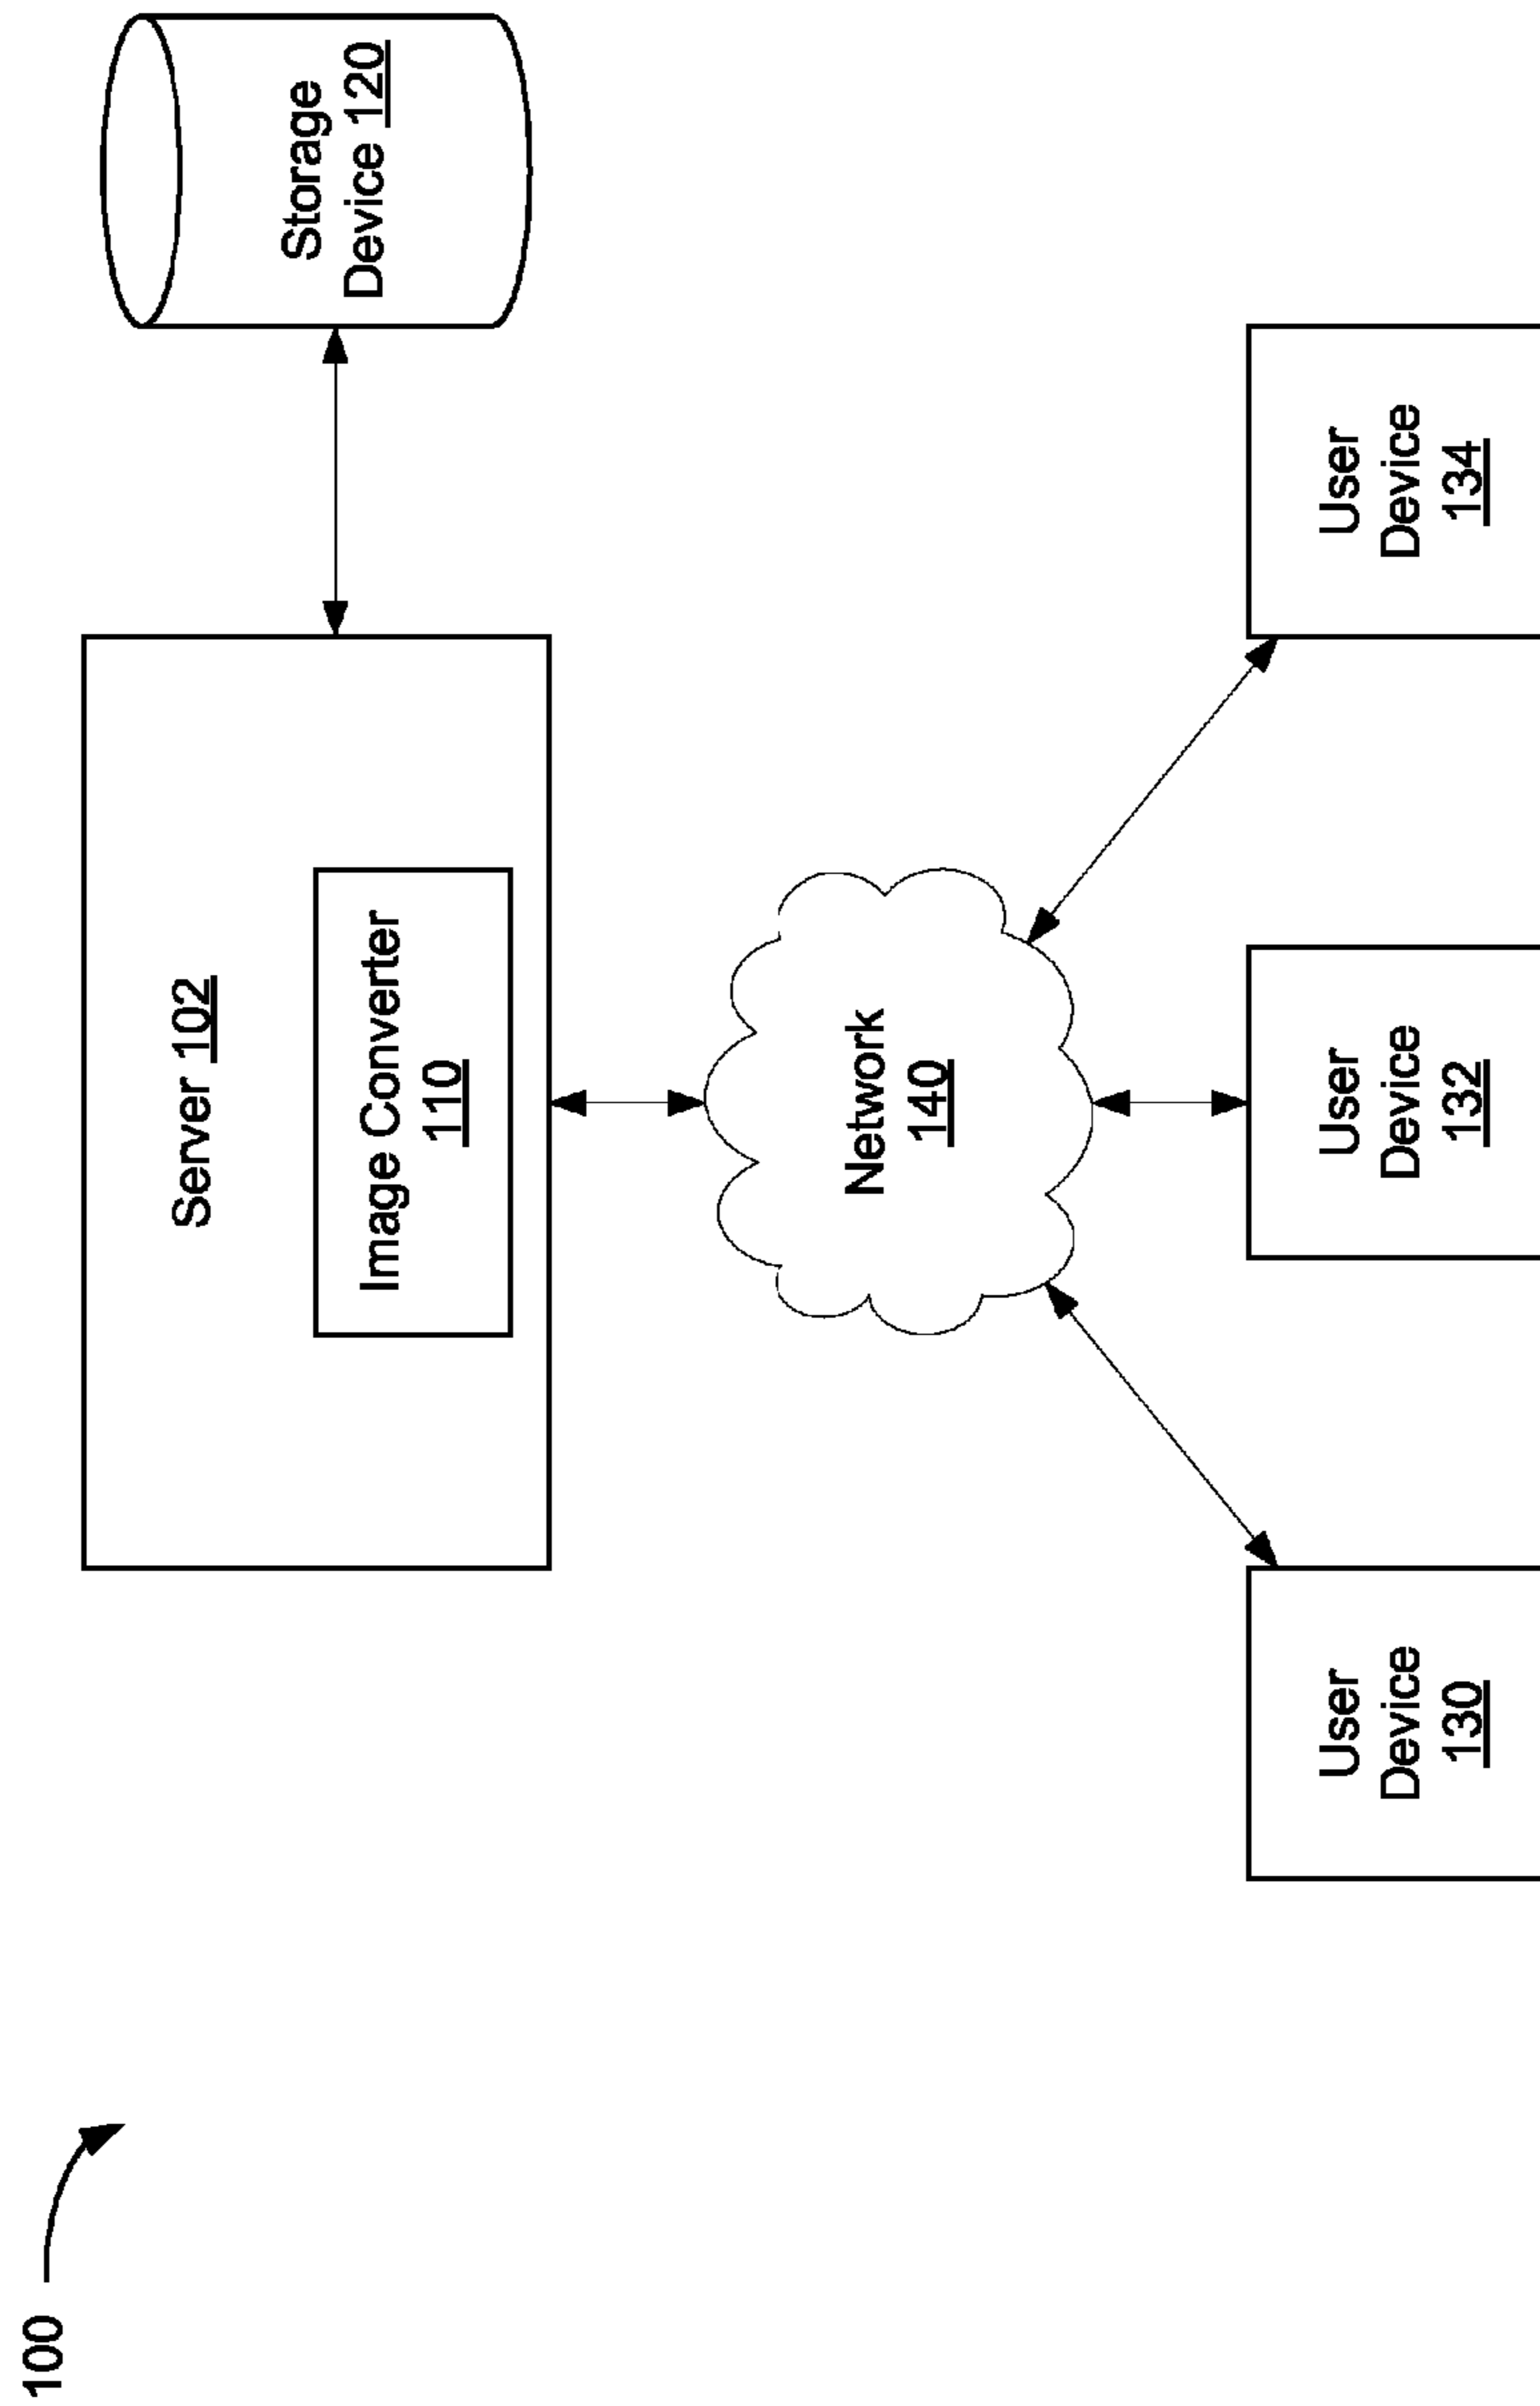 100
Server 102
Image Converter
110
Storage
Device 120
Network
140
User
Device
130
User
Device
132
User
Device
134